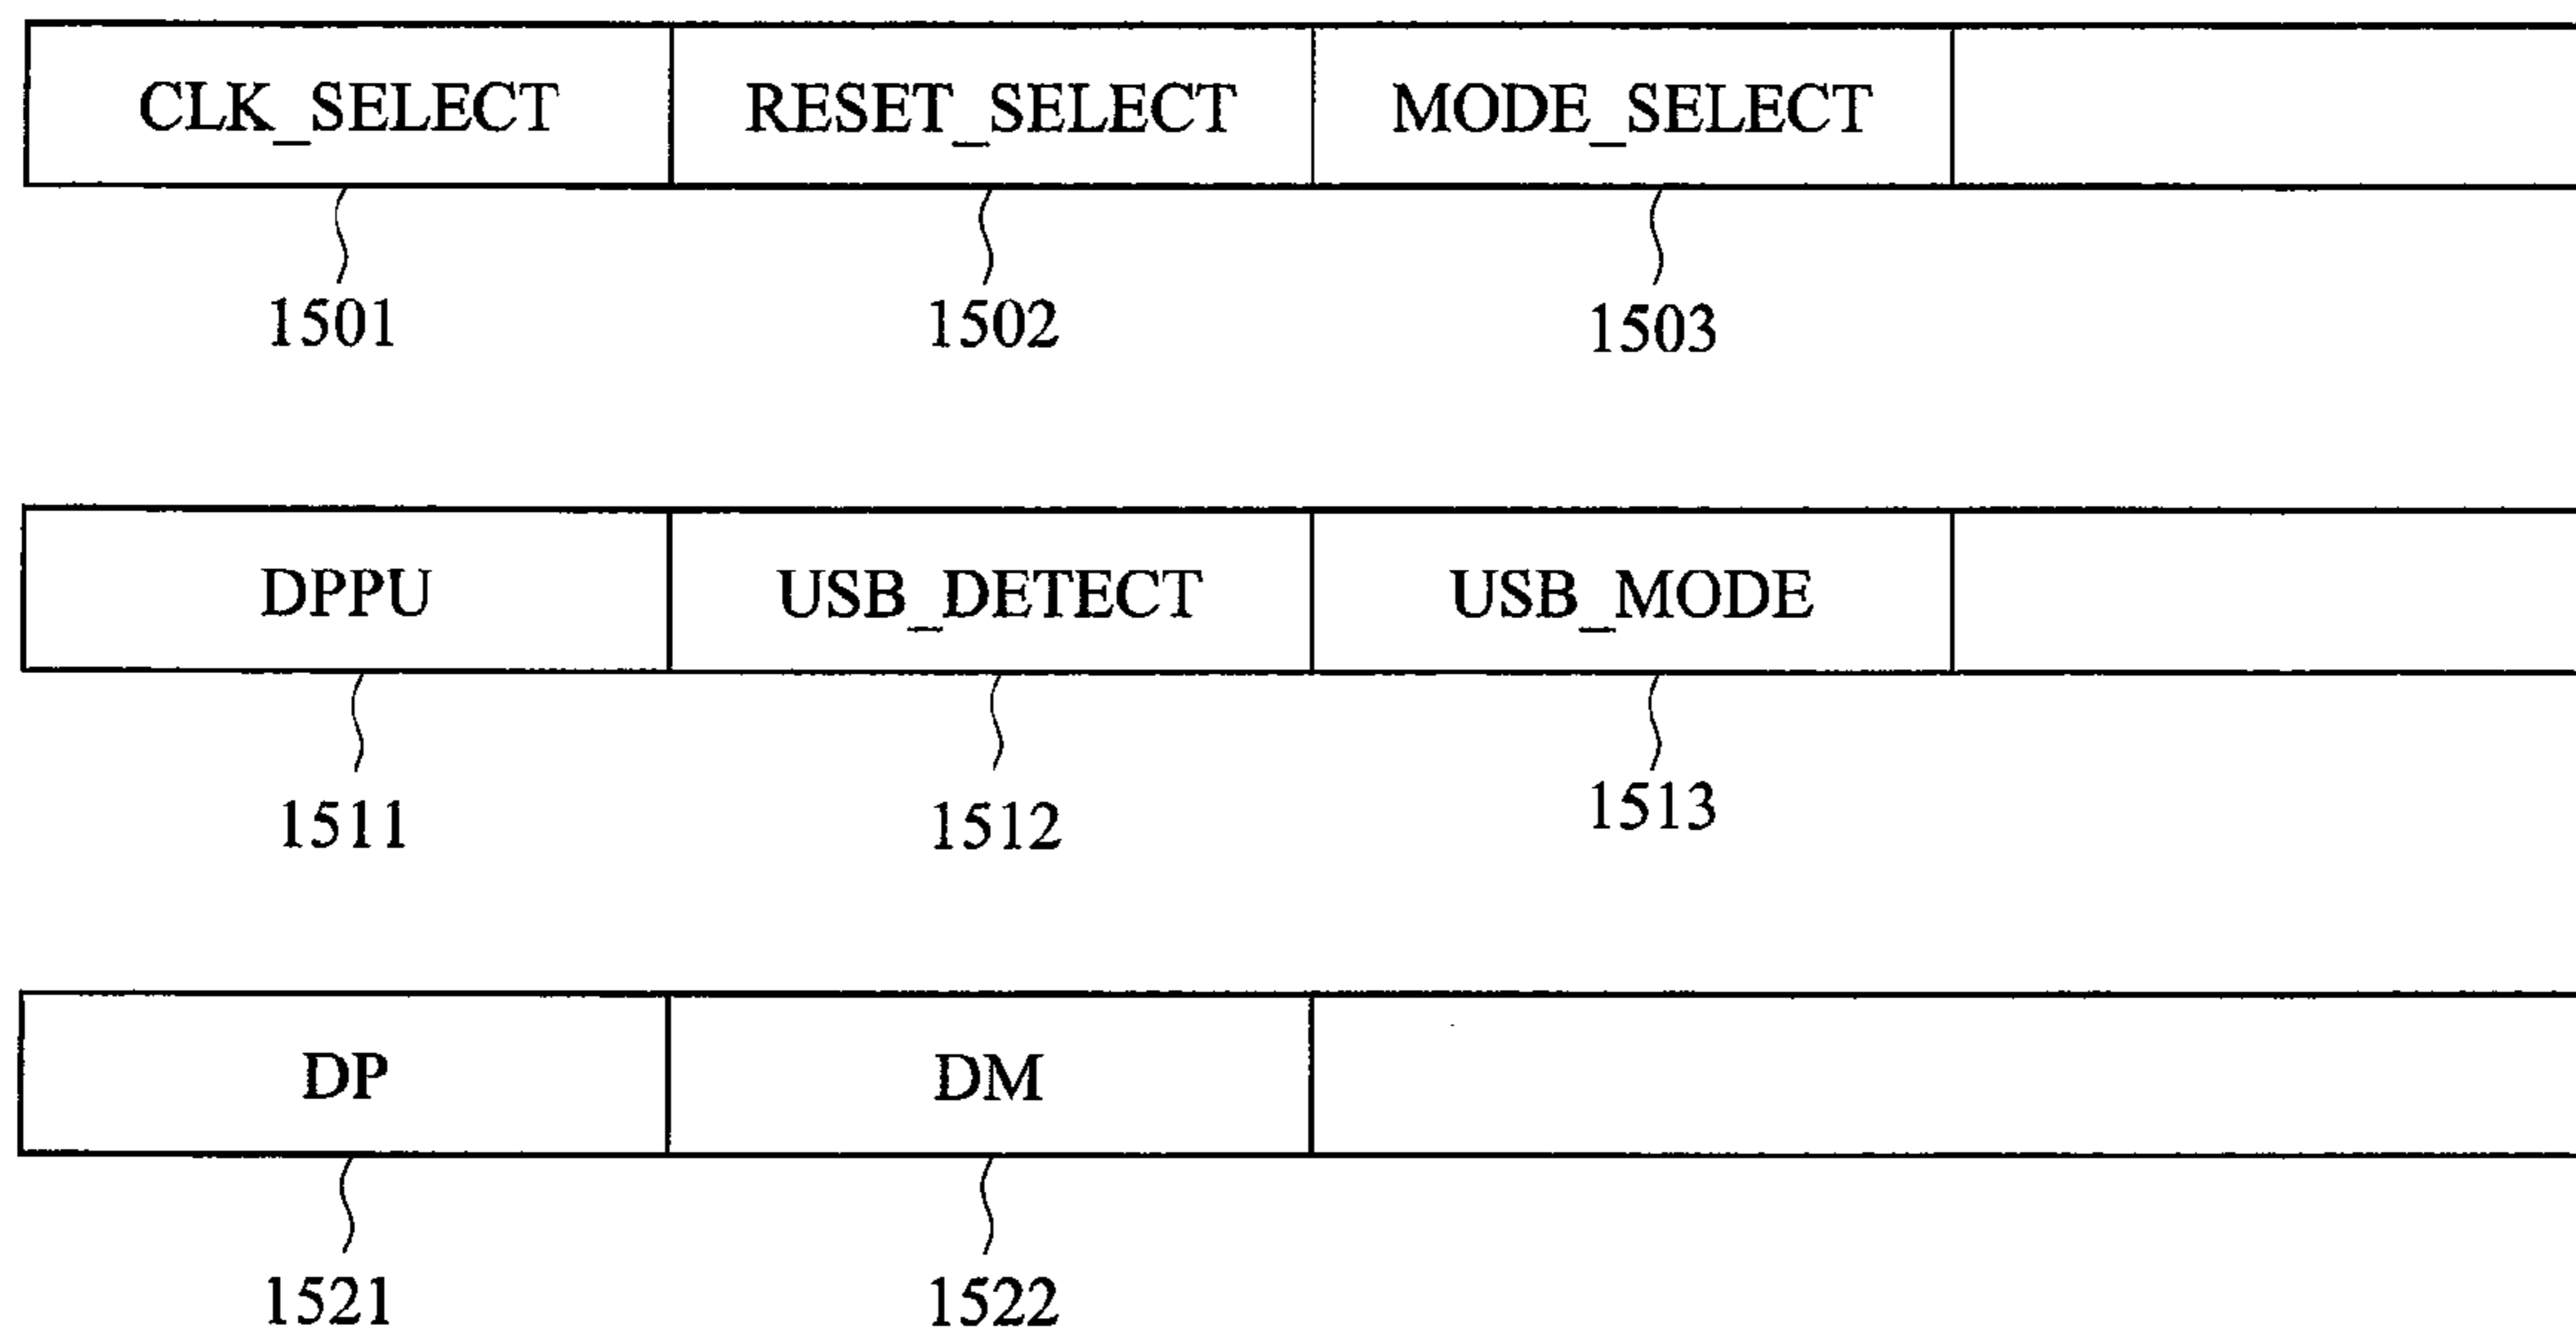 CLK_SELECT RESET_SELECT MODE_SELECT
1501 1502 1503
DPPU USB_DETECT USB_MODE
1511 1512 1513
DP DM
1521 1522